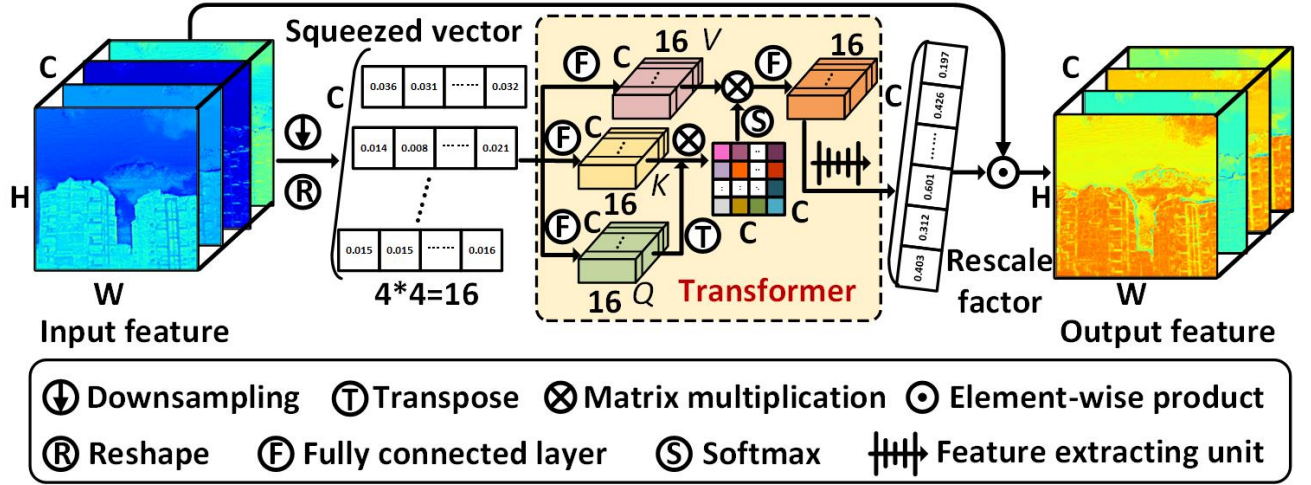 Squeezed vector
C
H
W
Input feature
R
C
0.036 0.031 ...... 0.032
0.014 0.008 ...... 0.021
0.015 0.015 ...... 0.016
4*4=16
F
C
16
V
F
C
16
K
F
C
16
Q
T
S
C
C
F
16
Transformer
C
0.197
0.426
......
0.601
0.312
0.403
Rescale
factor
C
H
W
Output feature
Downsampling
T Transpose
Matrix multiplication
Element-wise product
R Reshape
F Fully connected layer
S Softmax
Feature extracting unit